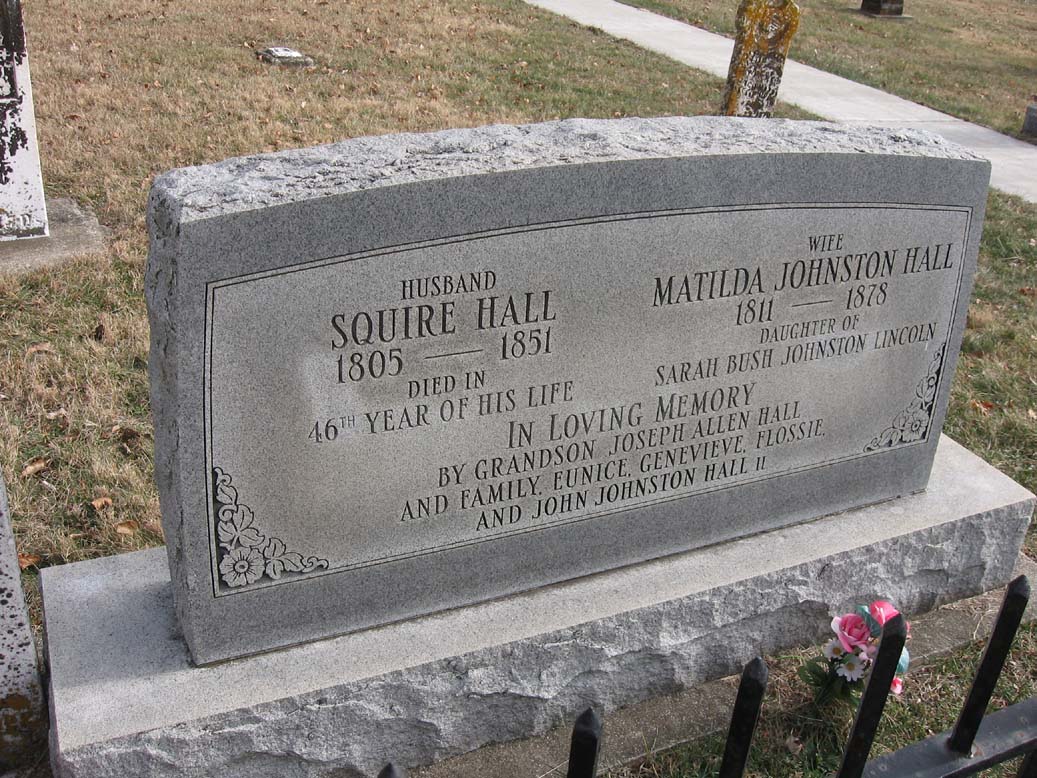 HUSBAND
SQUIRE HALL
1805 — 1851
DIED IN
46TH YEAR OF HIS LIFE
WIFE
MATILDA JOHNSTON HALL
1811 — 1878
DAUGHTER OF
SARAH BUSH JOHNSTON LINCOLN
IN LOVING MEMORY
BY GRANDSON JOSEPH ALLEN HALL
AND FAMILY, EUNICE, GENEVIEVE, FLOSSIE,
AND JOHN JOHNSTON HALL II